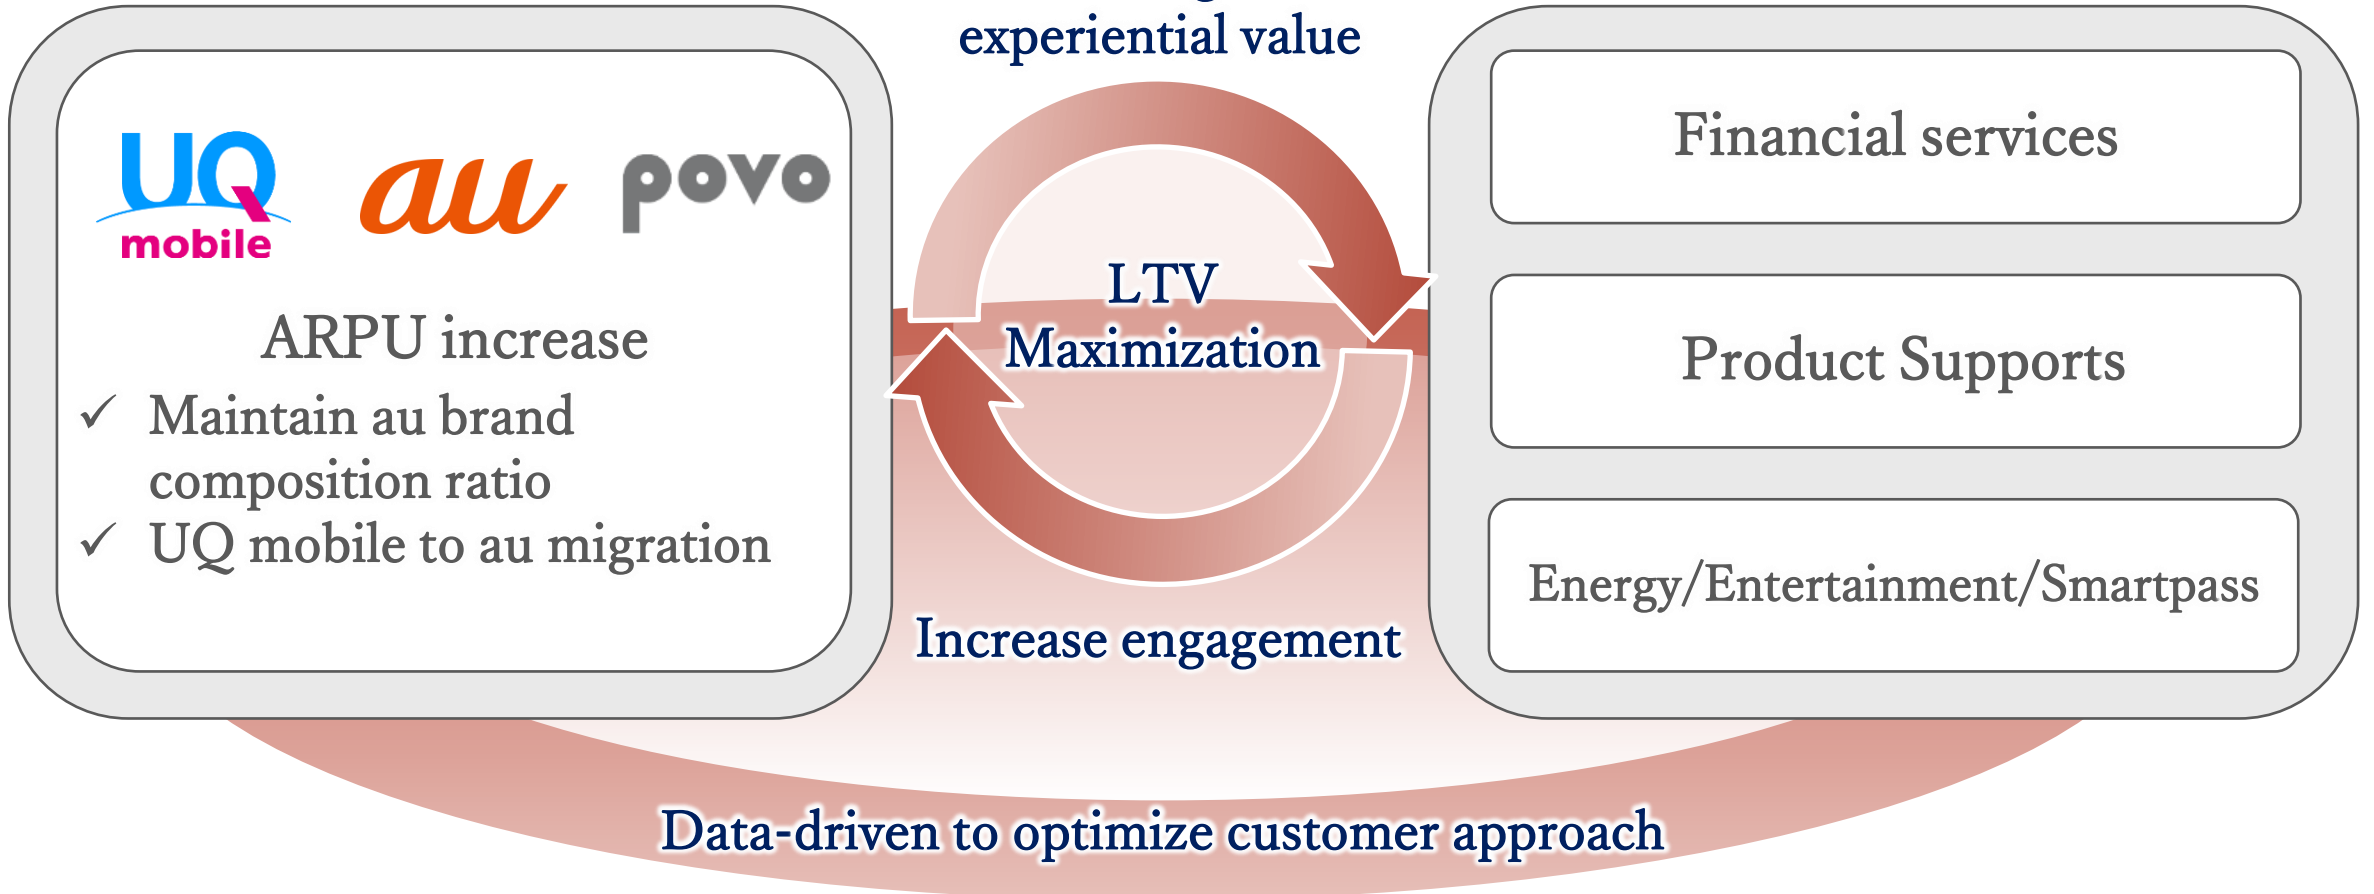 experiential value
UQ
mobile
au
povo
ARPU increase
✓ Maintain au brand
composition ratio
✓ UQ mobile to au migration
LTV
Maximization
Increase engagement
Financial services
Product Supports
Energy/Entertainment/Smartpass
Data-driven to optimize customer approach